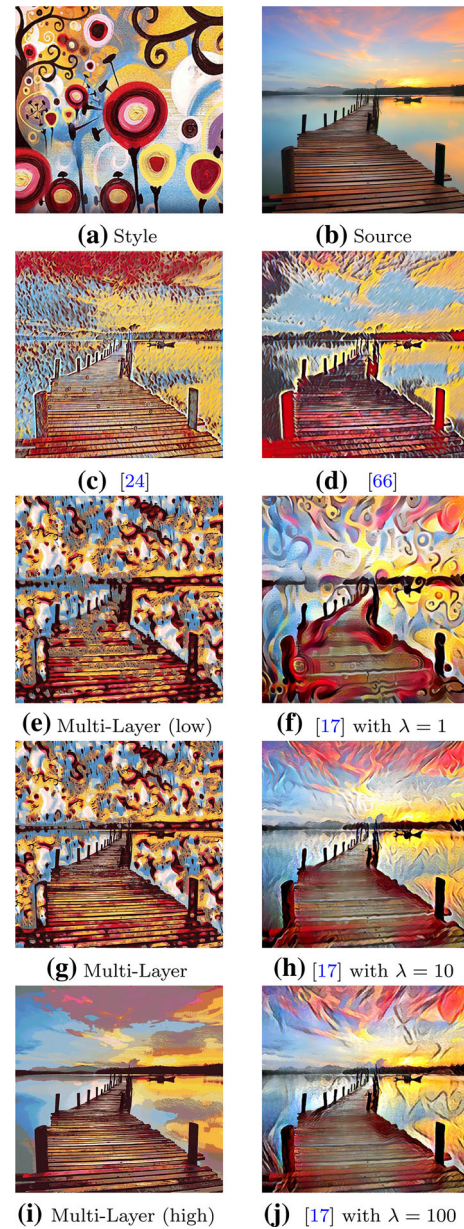 (a) Style
(b) Source
(c) [24]
(d) [66]
(e) Multi-Layer (low)
(f) [17] with λ = 1
(g) Multi-Layer
(h) [17] with λ = 10
(i) Multi-Layer (high)
(j) [17] with λ = 100